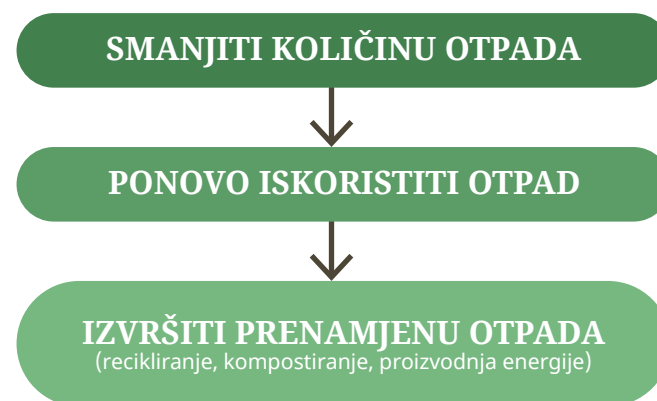 SMANJITI KOLIČINU OTPADA
PONOVO ISKORISTITI OTPAD
IZVRŠITI PRENAMJENU OTPADA
(recikliranje, kompostiranje, proizvodnja energije)